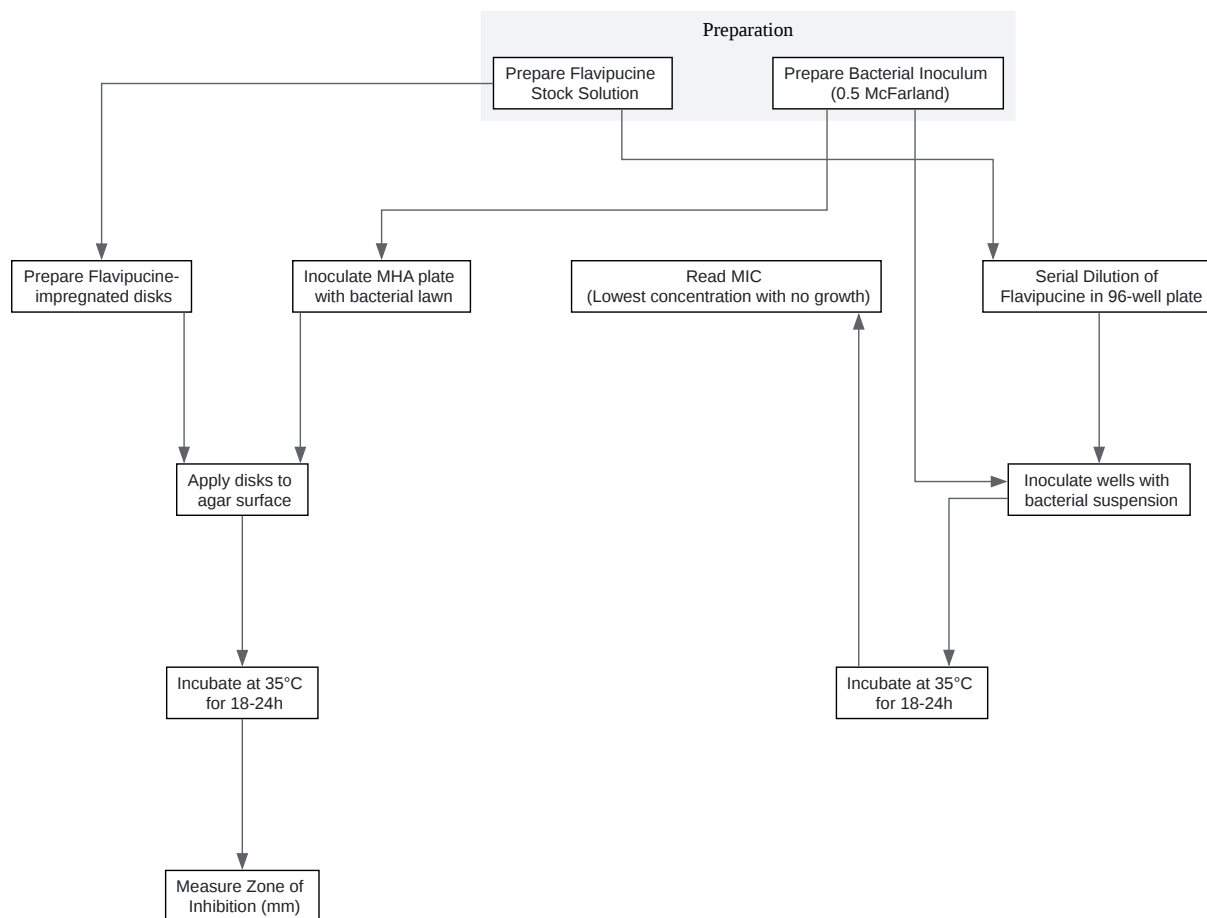 Preparation
Prepare Flavipucine
Stock Solution
Prepare Bacterial Inoculum
(0.5 McFarland)
Prepare Flavipucine-
impregnated disks
Inoculate MHA plate
with bacterial lawn
Read MIC
(Lowest concentration with no growth)
Serial Dilution of
Flavipucine in 96-well plate
Apply disks to
agar surface
Inoculate wells with
bacterial suspension
Incubate at 35°C
for 18-24h
Incubate at 35°C
for 18-24h
Measure Zone of
Inhibition (mm)